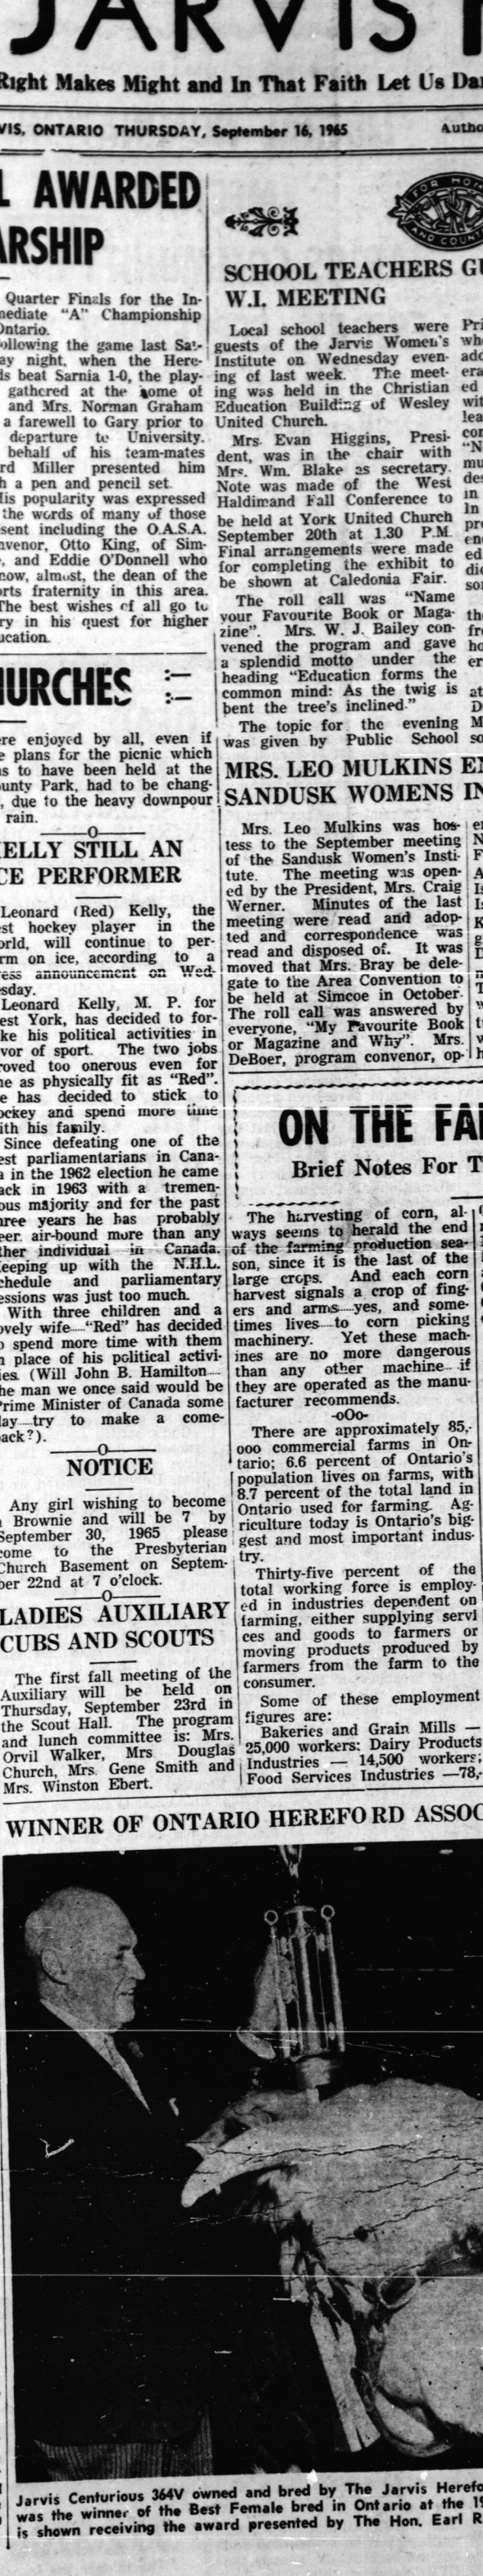 JARVIS
Right Makes Might and In That Faith Let Us Da
VIS, ONTARIO THURSDAY, September 16, 1965
Autho
L AWARDED
ARSHIP
Quarter Finals for the In-
mediate "A" Championship
Ontario.
ollowing the game last Sat-
ay night, when the Here-
ds beat Sarnia 1-0, the play-
gathered at the home of
and Mrs. Norman Graham
a farewell to Gary prior to
departure to University.
behalf of his team-mates
rd Miller presented him
h a pen and pencil set.
His popularity was expressed
the words of many of those
sent including the O.A.S.A.
nvenor, Otto King, of Sim-
, and Eddie O'Donnell who
now, almost, the dean of the
orts fraternity in this area.
The best wishes of all go to
ry in his quest for higher
ucation.
HURCHES
ere enjoyed by all, even if
e plans for the picnic which
as to have been held at the
ounty Park, had to be chang-
, due to the heavy downpour
rain.
—o—
ELLY STILL AN
CE PERFORMER
Leonard (Red) Kelly, the
est hockey player in the
orld, will continue to per-
rm on ice, according to a
ress announcement on Wed-
sday.
Leonard Kelly, M. P. for
est York, has decided to for-
ke his political activities in
vor of sport. The two jobs
roved too onerous even for
ne as physically fit as "Red".
e has decided to stick to
ockey and spend more time
ith his family.
Since defeating one of the
est parliamentarians in Cana-
a in the 1962 election he came
ack in 1963 with a tremen-
ous majority and for the past
hree years he has probably
eer air-bound more than any
ther individual in Canada.
Keeping up with the N.H.L.
chedule and parliamentary
essions was just too much.
With three children and a
ovely wife—"Red" has decided
o spend more time with them
n place of his political activi-
ies. (Will John B. Hamilton—
he man we once said would be
Prime Minister of Canada some
lay—try to make a come-
ack?).
—o—
NOTICE
Any girl wishing to become
a Brownie and will be 7 by
September 30, 1965 please
come to the Presbyterian
Church Basement on Septem-
ber 22nd at 7 o'clock.
—o—
LADIES AUXILIARY
CUBS AND SCOUTS
The first fall meeting of the
Auxiliary will be held on
Thursday, September 23rd in
the Scout Hall. The program
and lunch committee is: Mrs.
Orvil Walker, Mrs Douglas
Church, Mrs. Gene Smith and
Mrs. Winston Ebert.
FOR HOME
AND COUNT
SCHOOL TEACHERS GU
W.I. MEETING
Local school teachers were
guests of the Jarvis Women's
Institute on Wednesday even-
ing of last week. The meet-
ing was held in the Christian
Education Building of Wesley
United Church.
Mrs. Evan Higgins, Presi-
dent, was in the chair with
Mrs. Wm. Blake as secretary.
Note was made of the West
Haldimand Fall Conference to
be held at York United Church
September 20th at 1.30 P.M.
Final arrangements were made
for completing the exhibit to
be shown at Caledonia Fair.
The roll call was "Name
your Favourite Book or Maga-
zine". Mrs. W. J. Bailey con-
vened the program and gave
a splendid motto under the
heading "Education forms the
common mind: As the twig is
bent the tree's inclined."
The topic for the evening
was given by Public School
MRS. LEO MULKINS EN
SANDUSK WOMENS IN
Mrs. Leo Mulkins was hos-
tess to the September meeting
of the Sandusk Women's Insti-
tute. The meeting was open-
ed by the President, Mrs. Craig
Werner. Minutes of the last
meeting were read and adop-
ted and correspondence was
read and disposed of. It was
moved that Mrs. Bray be dele-
gate to the Area Convention to
be held at Simcoe in October.
The roll call was answered by
everyone, "My Favourite Book
or Magazine and Why". Mrs.
DeBoer, program convenor, op-
ON THE FA
Brief Notes For T
The harvesting of corn, al-
ways seems to herald the end
of the farming production sea-
son, since it is the last of the
large crops. And each corn
harvest signals a crop of fing-
ers and arms—yes, and some-
times lives—to corn picking
machinery. Yet these mach-
ines are no more dangerous
than any other machine—if
they are operated as the manu-
facturer recommends.
-oOo-
There are approximately 85,-
000 commercial farms in On-
tario; 6.6 percent of Ontario's
population lives on farms, with
8.7 percent of the total land in
Ontario used for farming. Ag-
riculture today is Ontario's big-
gest and most important indus-
try.
Thirty-five percent of the
total working force is employ-
ed in industries dependent on
farming, either supplying servi
ces and goods to farmers or
moving products produced by
farmers from the farm to the
consumer.
Some of these employment
figures are:
Bakeries and Grain Mills —
25,000 workers: Dairy Products
Industries — 14,500 workers;
Food Services Industries —78,-
WINNER OF ONTARIO HEREFORD ASSOC
Jarvis Centurious 364V owned and bred by The Jarvis Herefo
was the winner of the Best Female bred in Ontario at the 19
is shown receiving the award presented by The Hon. Earl R